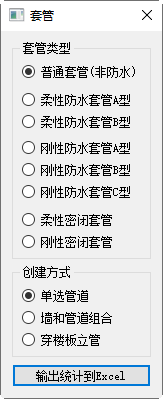 套管
套管类型
普通套管(非防水)
柔性防水套管A型
柔性防水套管B型
刚性防水套管A型
刚性防水套管B型
刚性防水套管C型
柔性密闭套管
刚性密闭套管
创建方式
单选管道
墙和管道组合
穿楼板立管
输出统计到Excel